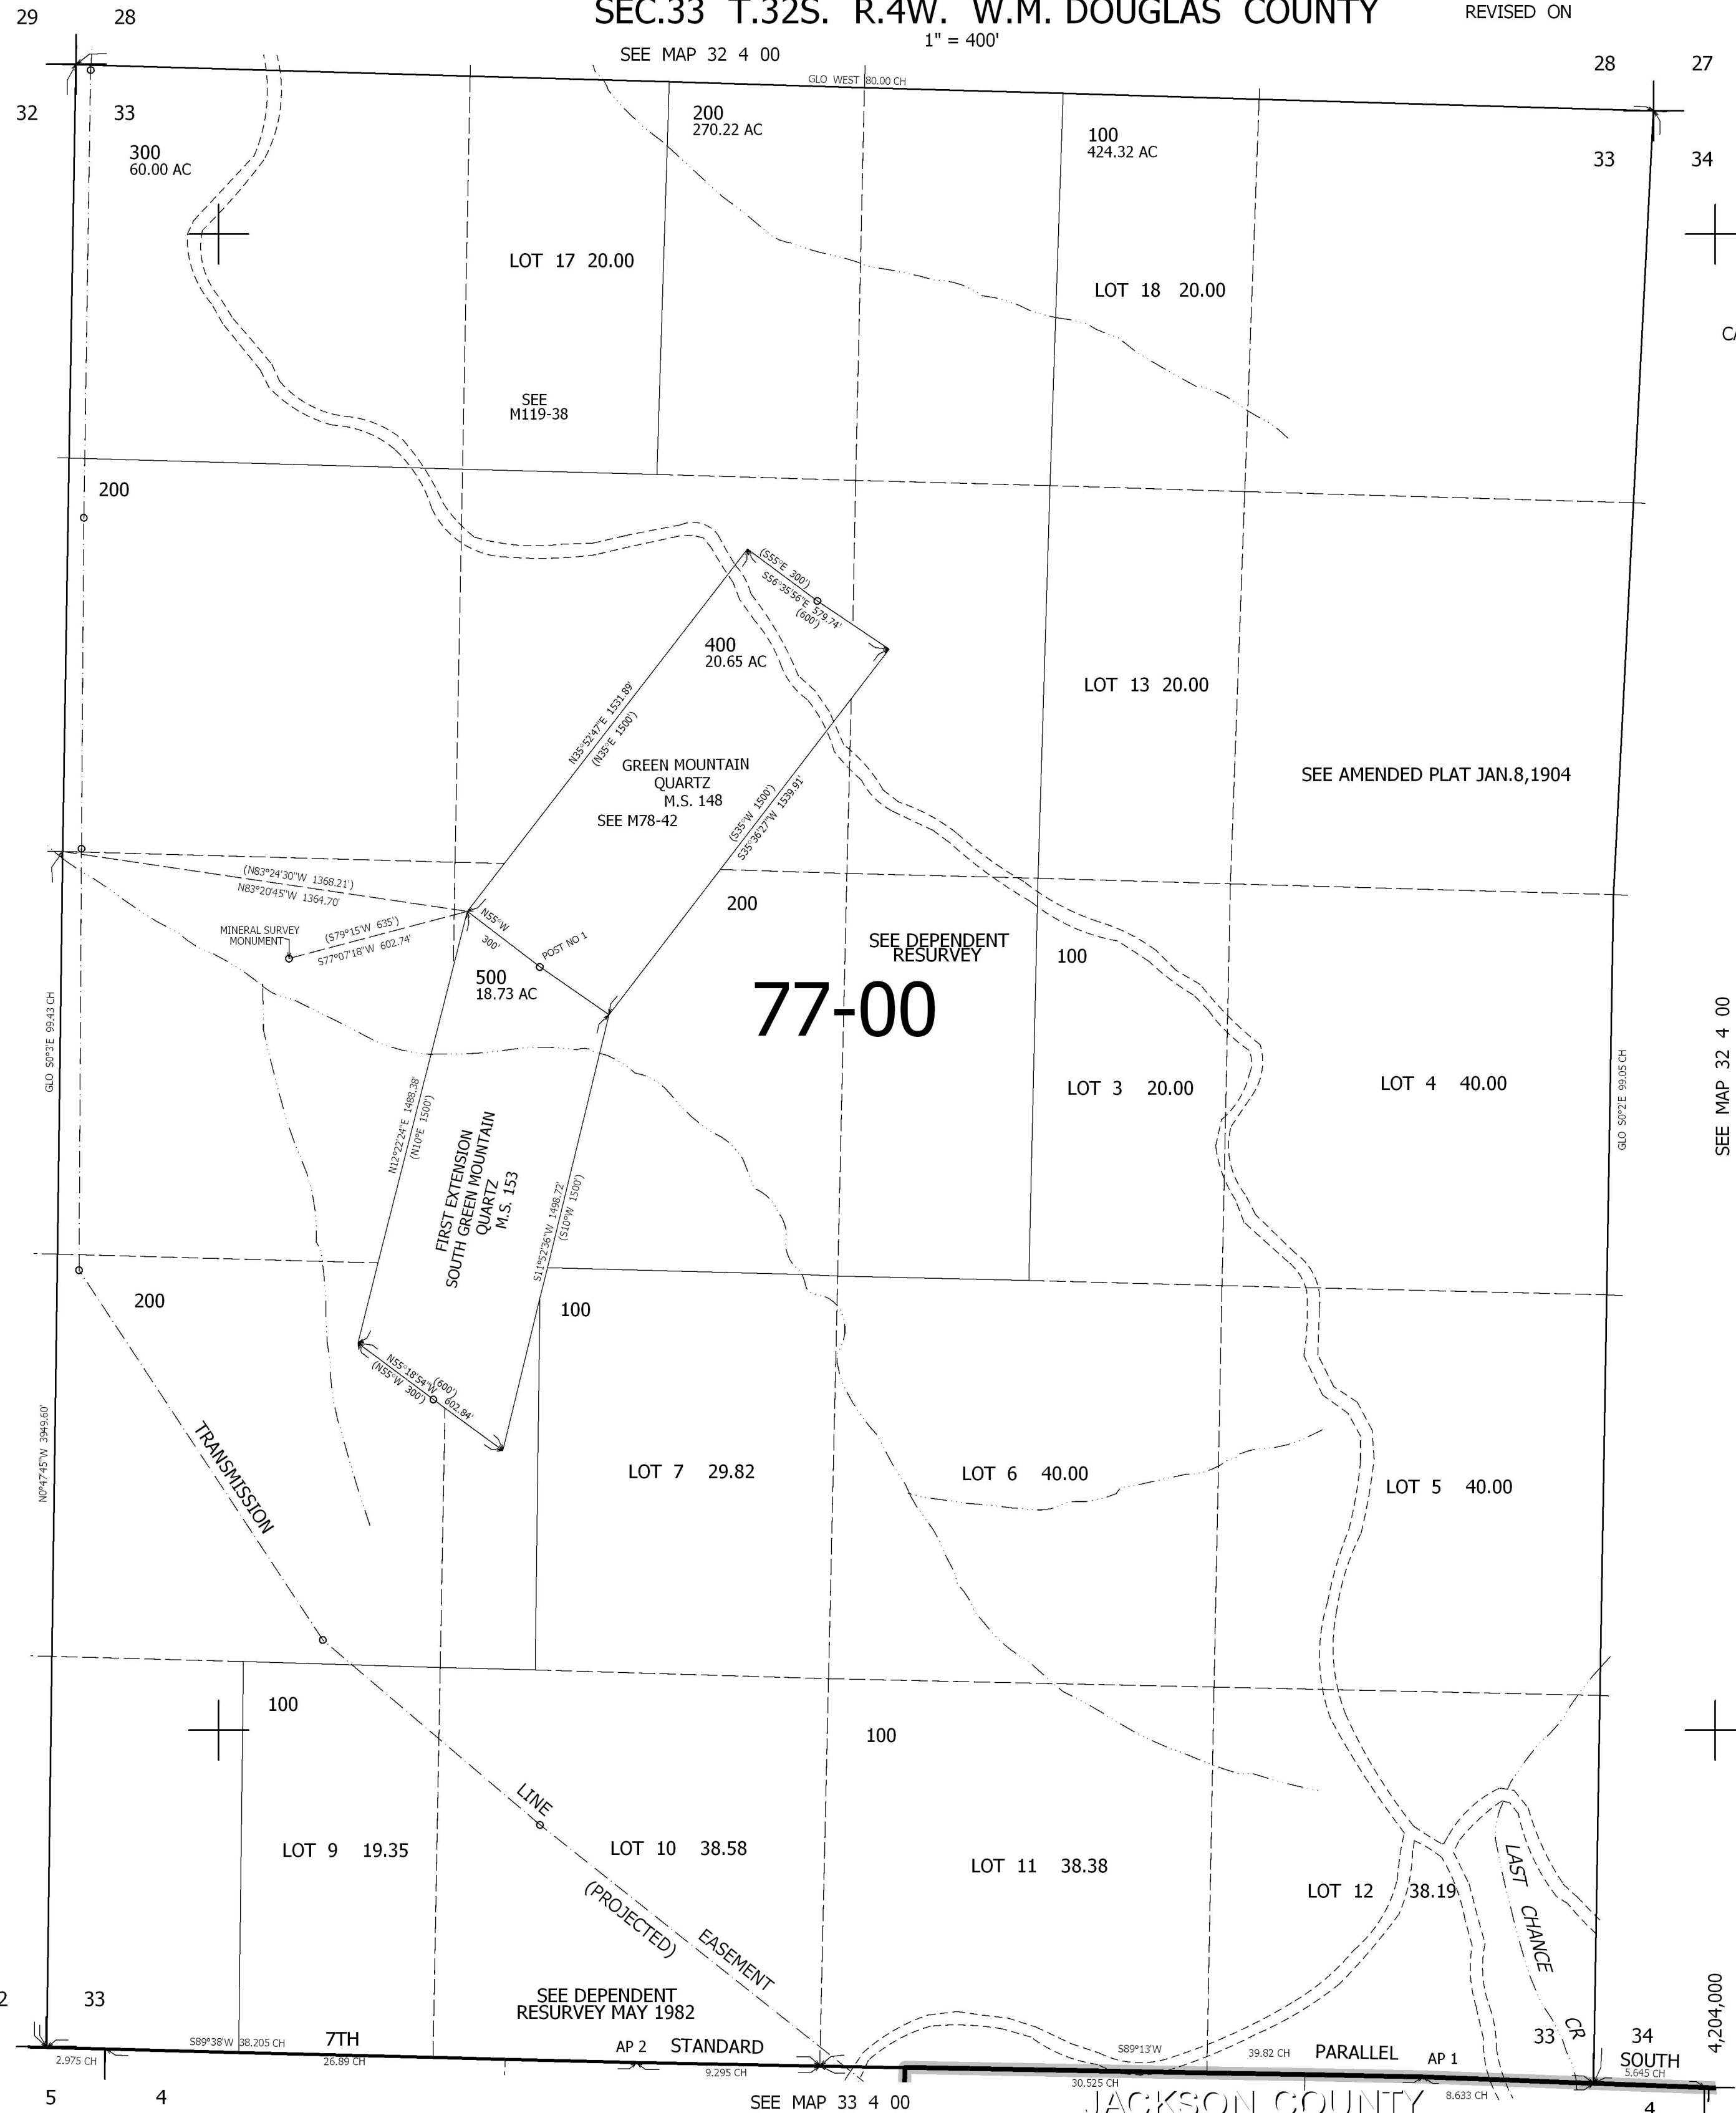 SEC.33 T.32S. R.4W. W.M. DOUGLAS COUNTY
REVISED ON
1" = 400'
29 28
SEE MAP 32 4 00
GLO WEST 80.00 CH
28 27
32 33
33 34
300
60.00 AC
200
270.22 AC
100
424.32 AC
LOT 17 20.00
LOT 18 20.00
SEE
M119-38
200
(S55°E 300')
S56°35'56"E 579.74'
(600')
400
20.65 AC
LOT 13 20.00
N35°52'47"E 1531.89'
(N35°E 1500')
GREEN MOUNTAIN
QUARTZ
M.S. 148
SEE M78-42
(S35°W 1500')
S35°36'27"W 1539.91'
SEE AMENDED PLAT JAN.8,1904
(N83°24'30"W 1368.21')
N83°20'45"W 1364.70'
(S79°15'W 635')
S77°07'18"W 602.74'
MINERAL SURVEY
MONUMENT
N55°W
300'
POST NO 1
200
SEE DEPENDENT
RESURVEY
100
500
18.73 AC
77-00
GLO S0°3'E 99.43 CH
GLO S0°2'E 99.05 CH
SEE MAP 32 4 00
LOT 3 20.00
LOT 4 40.00
N12°22'24"E 1488.38'
(N10°E 1500')
FIRST EXTENSION
SOUTH GREEN MOUNTAIN
QUARTZ
M.S. 153
S11°52'36"W 1498.72'
(S10°W 1500')
200
100
N55°18'54"W 602.84'
(600')
(N55°W 300')
N0°47'45"W 3949.60'
TRANSMISSION
LOT 7 29.82
LOT 6 40.00
LOT 5 40.00
100
100
LINE
LOT 9 19.35
LOT 10 38.58
LOT 11 38.38
LOT 12 38.19
(PROJECTED)
EASEMENT
LAST CHANCE CR
4,204,000
2 33
SEE DEPENDENT
RESURVEY MAY 1982
33 34
S89°38'W 38.205 CH
7TH
AP 2
STANDARD
S89°13'W
39.82 CH
PARALLEL
AP 1
SOUTH
2.975 CH
26.89 CH
9.295 CH
30.525 CH
8.633 CH
5.645 CH
5 4
SEE MAP 33 4 00
JACKSON COUNTY
4